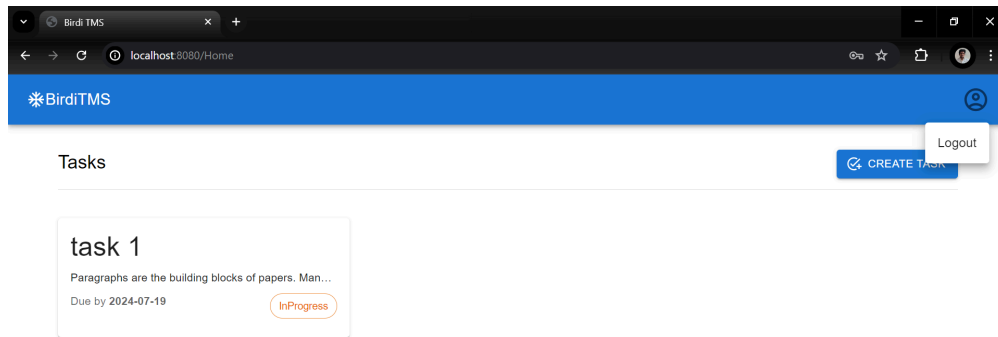 Birdi TMS
localhost:8080/Home
BirdiTMS
Logout
Tasks
CREATE TASK
task 1
Paragraphs are the building blocks of papers. Man…
Due by 2024-07-19
InProgress